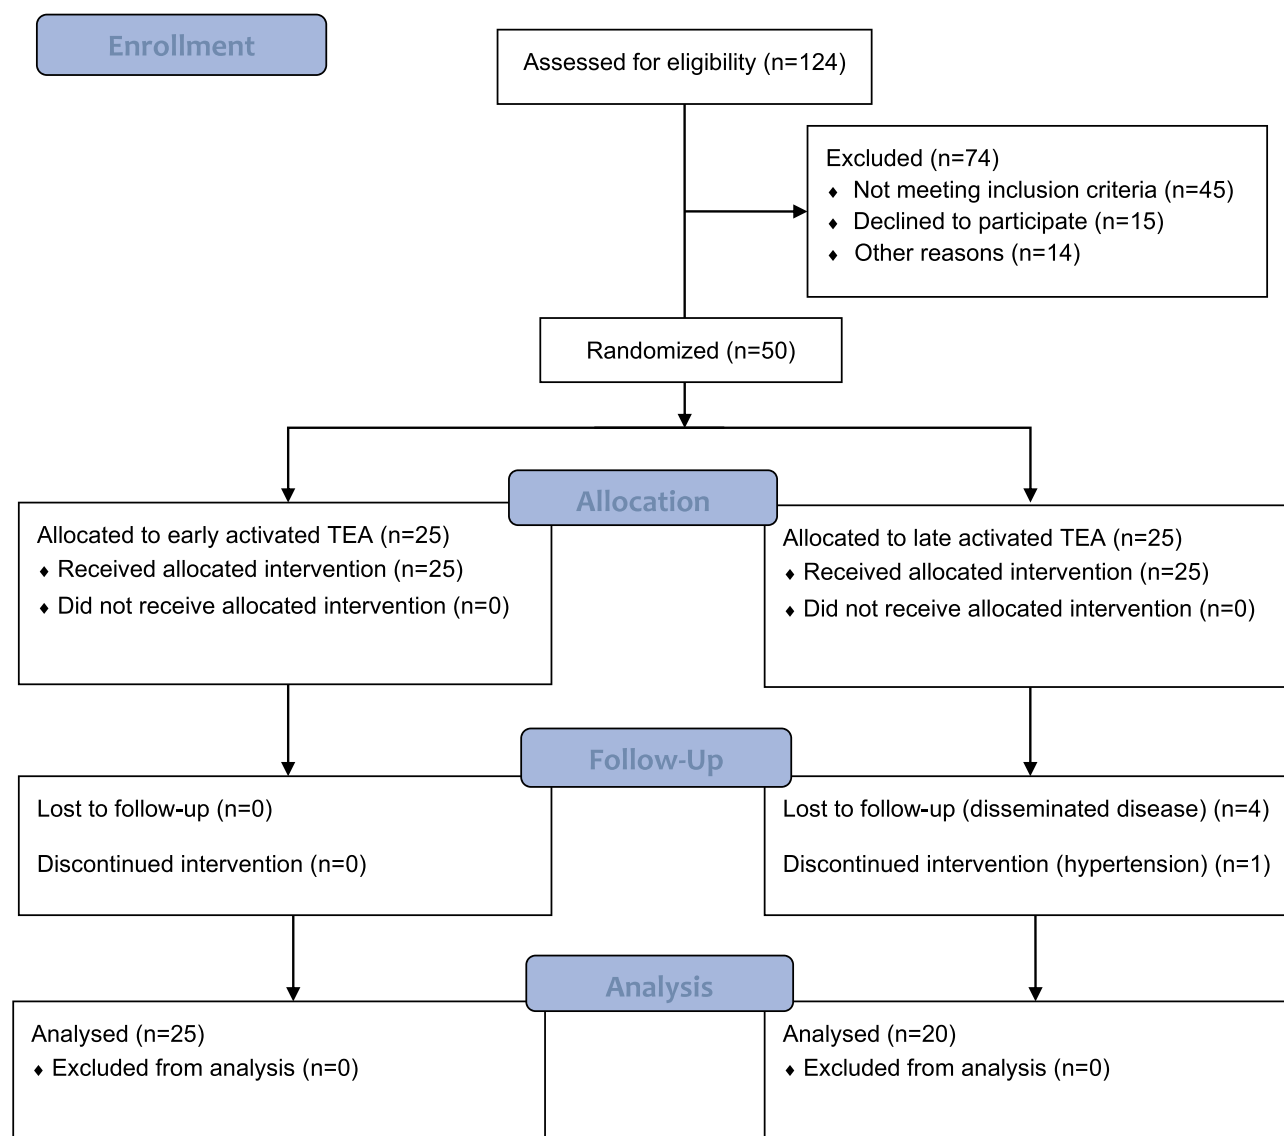 Enrollment
Assessed for eligibility (n=124)
Excluded (n=74)
♦ Not meeting inclusion criteria (n=45)
♦ Declined to participate (n=15)
♦ Other reasons (n=14)
Randomized (n=50)
Allocation
Allocated to early activated TEA (n=25)
♦ Received allocated intervention (n=25)
♦ Did not receive allocated intervention (n=0)
Allocated to late activated TEA (n=25)
♦ Received allocated intervention (n=25)
♦ Did not receive allocated intervention (n=0)
Follow-Up
Lost to follow-up (n=0)
Discontinued intervention (n=0)
Lost to follow-up (disseminated disease) (n=4)
Discontinued intervention (hypertension) (n=1)
Analysis
Analysed (n=25)
♦ Excluded from analysis (n=0)
Analysed (n=20)
♦ Excluded from analysis (n=0)